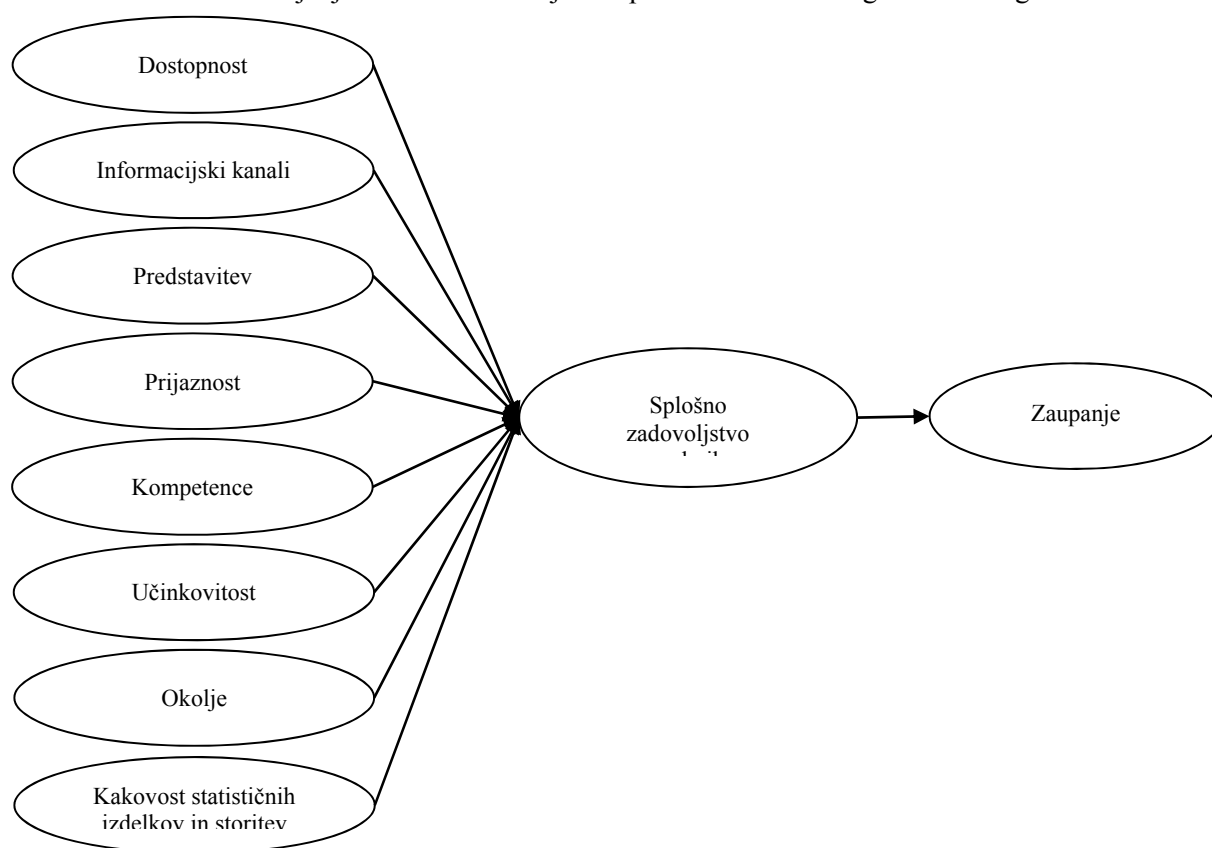 Dostopnost
Informacijski kanali
Predstavitev
Prijaznost
Kompetence
Učinkovitost
Okolje
Kakovost statističnih
izdelkov in storitev
Splošno
zadovoljstvo
Zaupanje